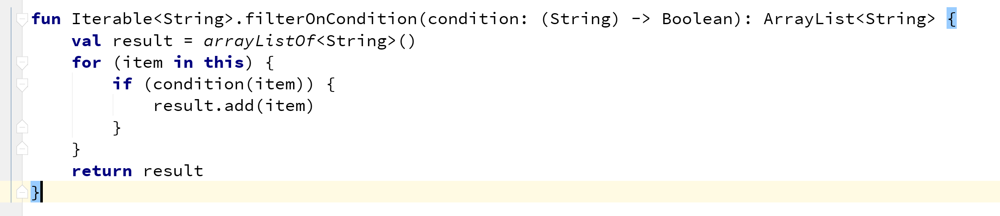 fun Iterable<String>.filterOnCondition(condition: (String) -> Boolean): ArrayList<String> {
    val result = arrayListOf<String>()
    for (item in this) {
        if (condition(item)) {
            result.add(item)
        }
    }
    return result
}